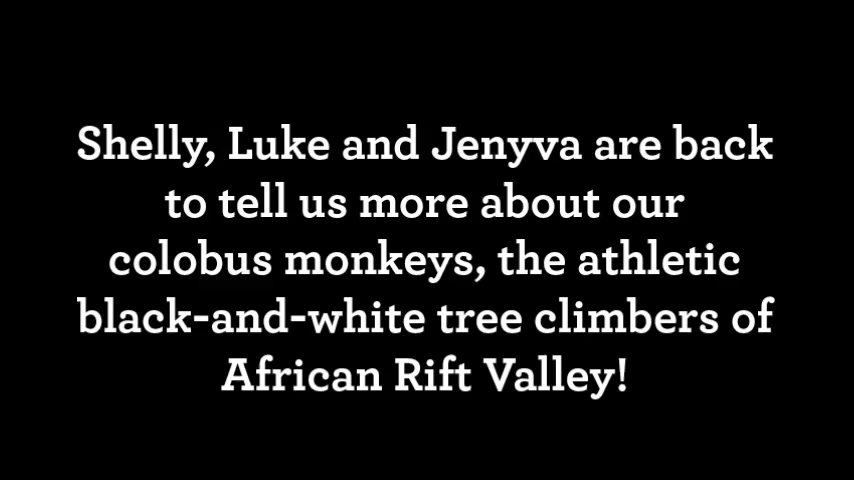 Shelly, Luke and Jenyva are back
to tell us more about our
colobus monkeys, the athletic
black-and-white tree climbers of
African Rift Valley!